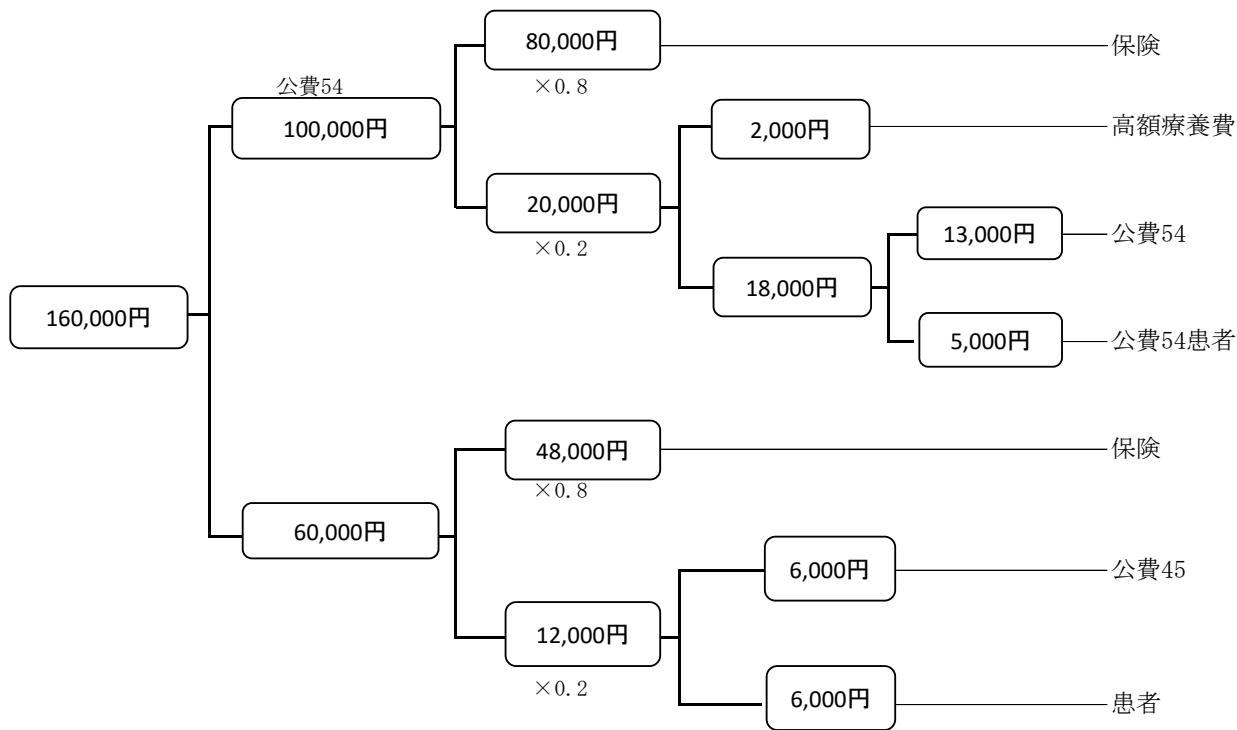 80,000円
保険
×0.8
公費54
100,000円
2,000円
高額療養費
20,000円
×0.2
13,000円
公費54
18,000円
160,000円
5,000円
公費54患者
48,000円
保険
×0.8
60,000円
6,000円
公費45
12,000円
×0.2
6,000円
患者